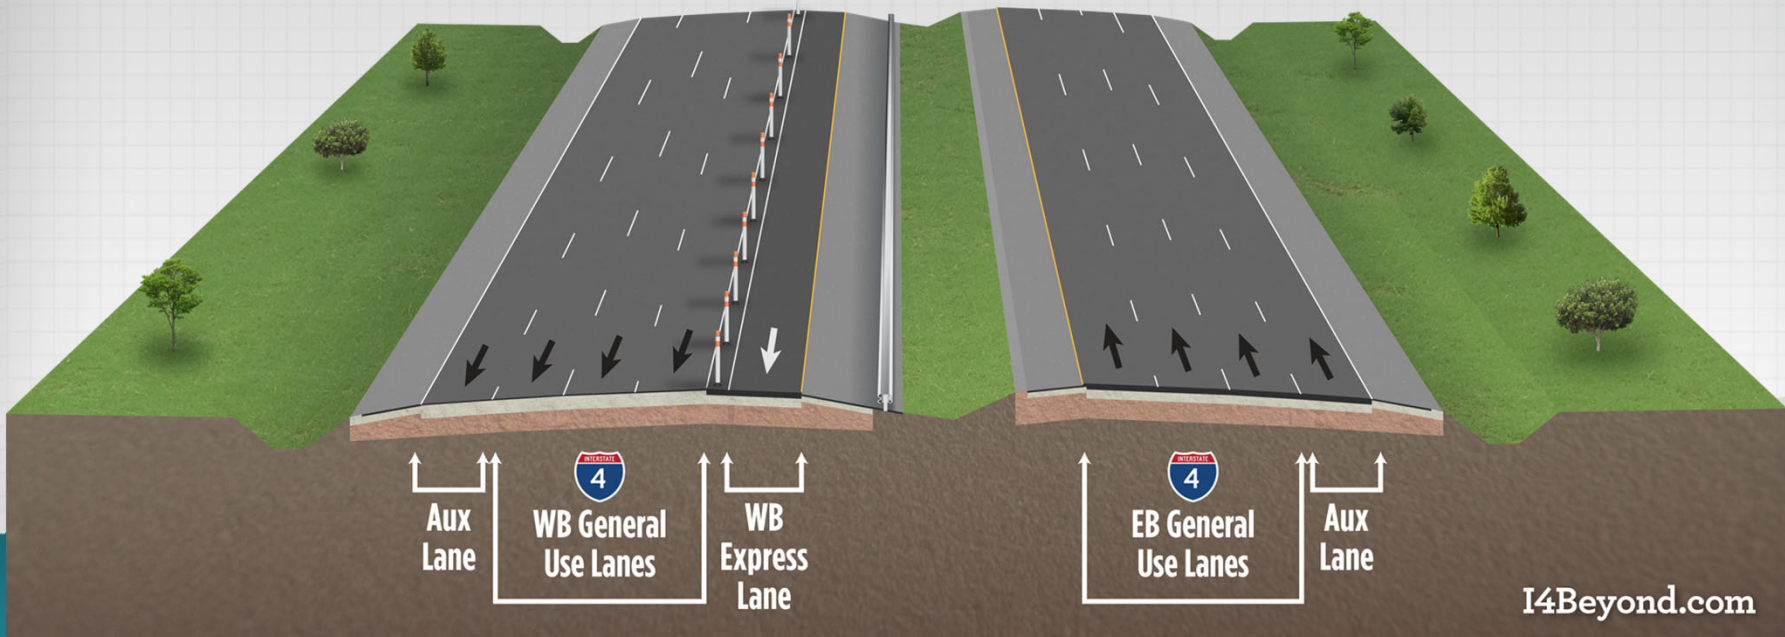 Aux
Lane
INTERSTATE
4
WB General
Use Lanes
WB
Express
Lane
INTERSTATE
4
EB General
Use Lanes
Aux
Lane
I4Beyond.com